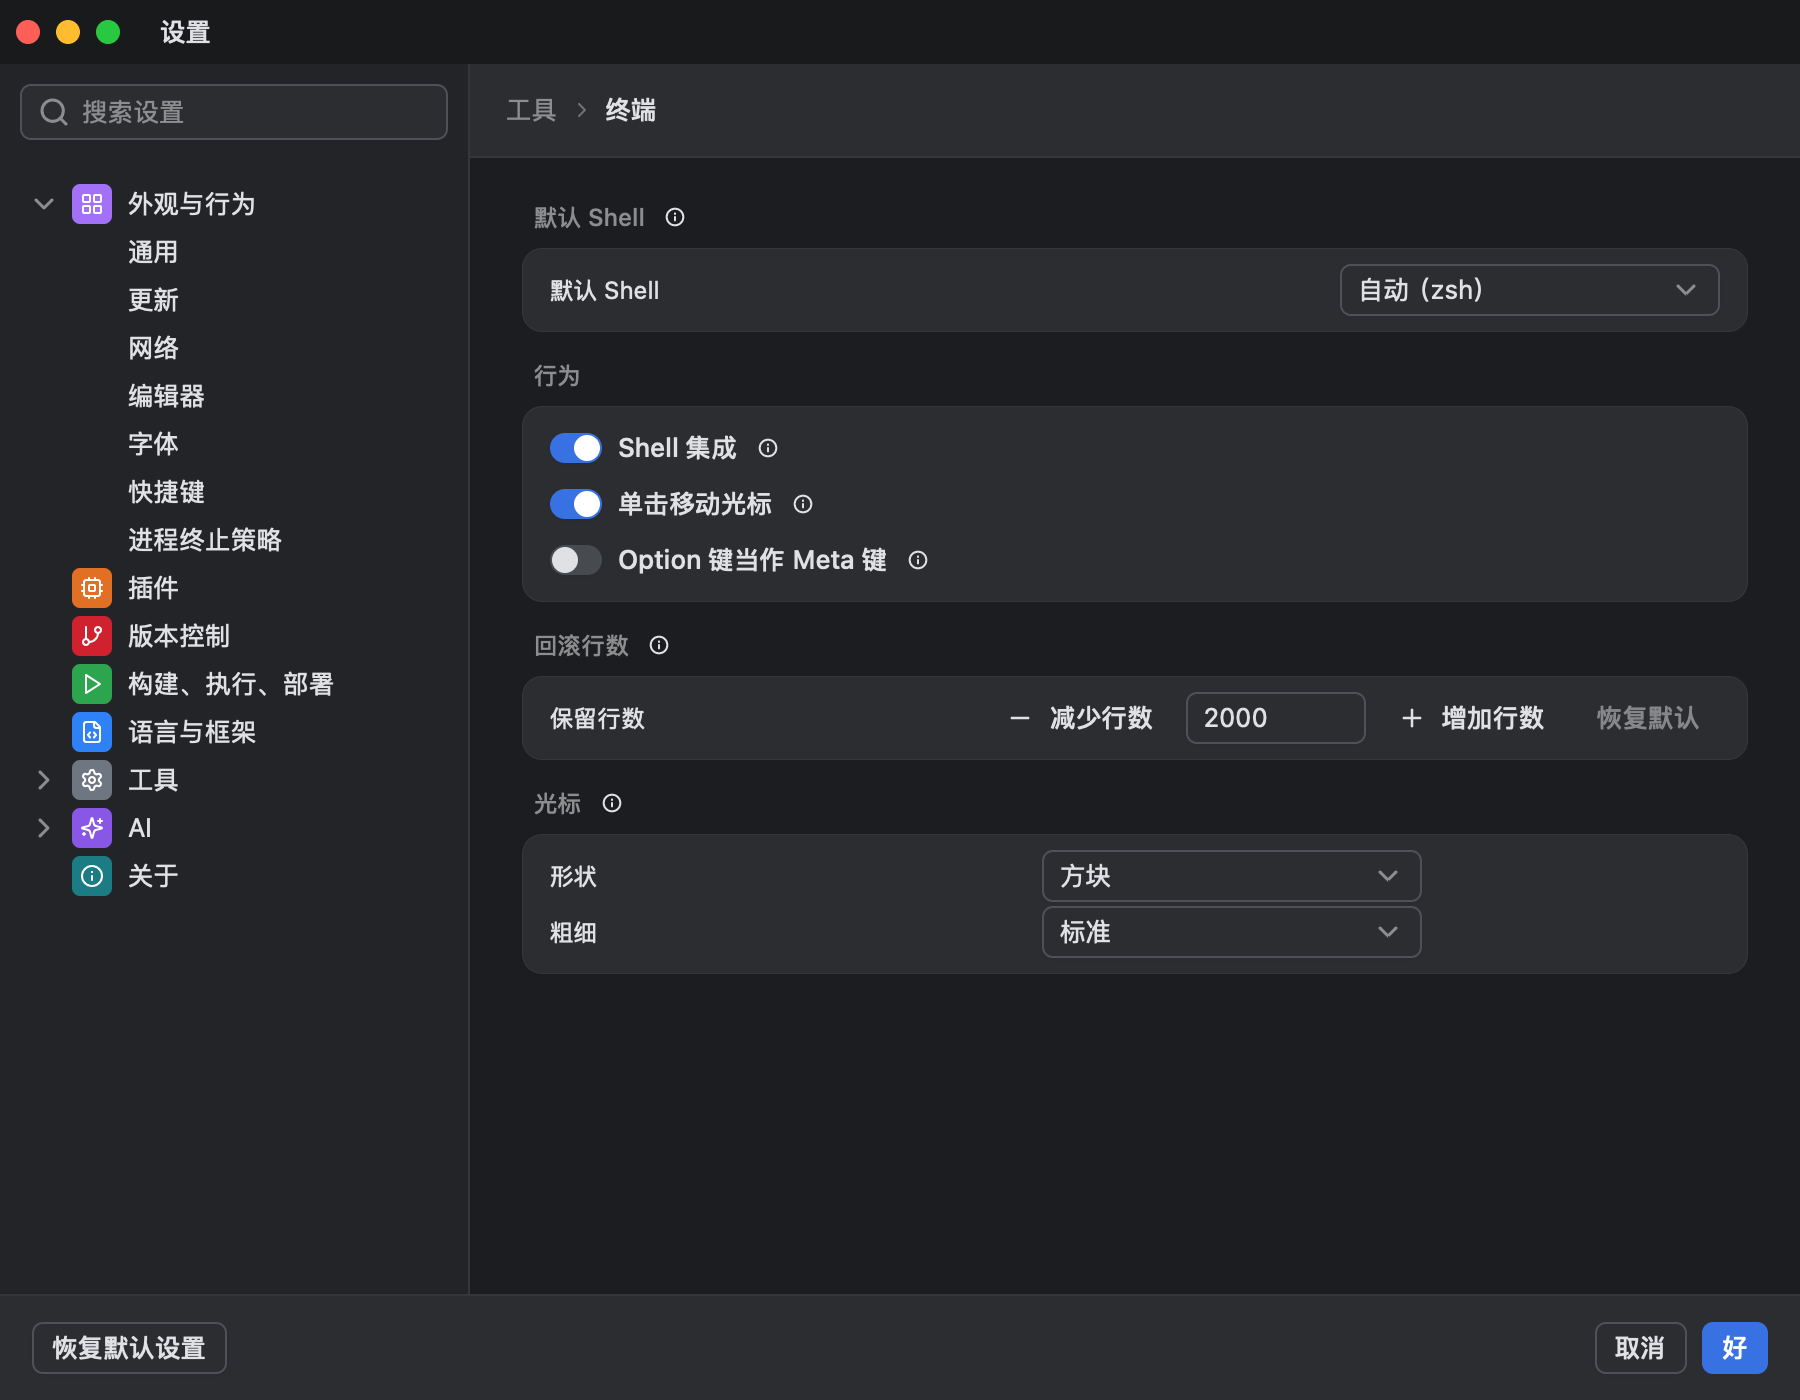 设置
搜索设置
外观与行为
通用
更新
网络
编辑器
字体
快捷键
进程终止策略
插件
版本控制
构建、执行、部署
语言与框架
工具
AI
关于
工具 > 终端
默认 Shell
默认 Shell 自动（zsh）
行为
Shell 集成
单击移动光标
Option 键当作 Meta 键
回滚行数
保留行数 减少行数 2000 增加行数 恢复默认
光标
形状 方块
粗细 标准
恢复默认设置 取消 好